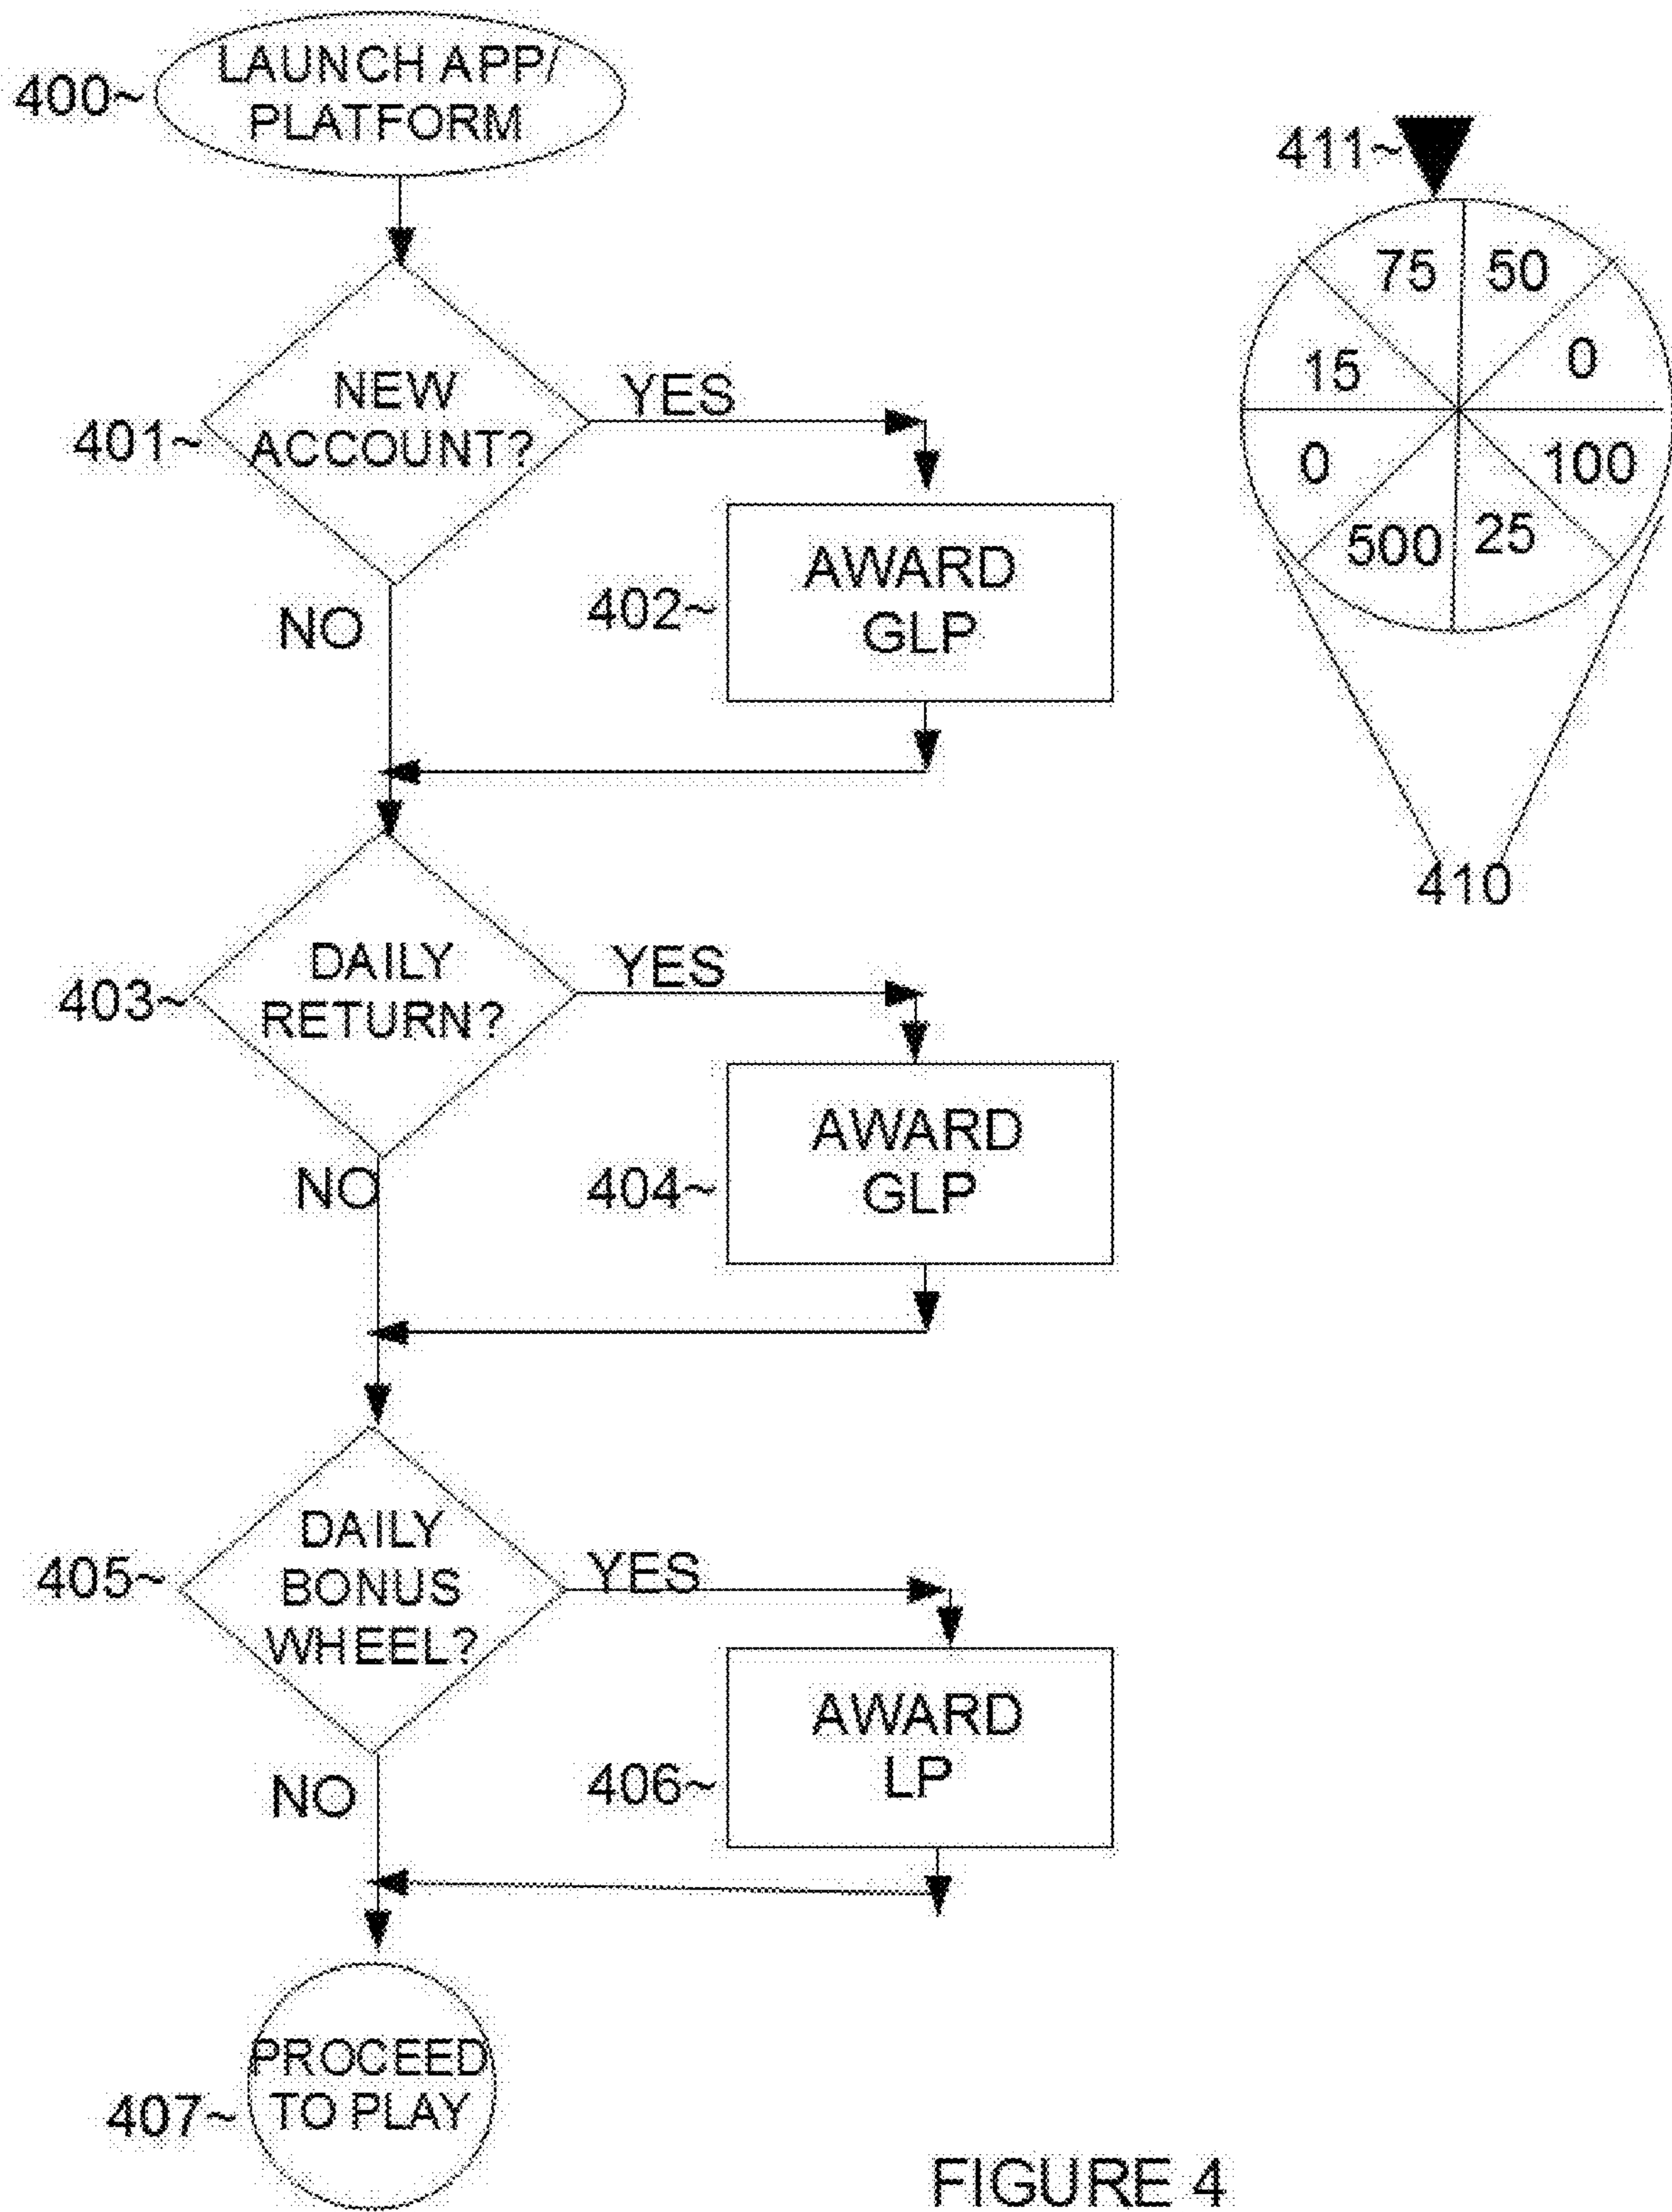 400~
LAUNCH APP/
PLATFORM
401~
NEW
ACCOUNT?
YES
NO
402~
AWARD
GLP
403~
DAILY
RETURN?
YES
NO
404~
AWARD
GLP
405~
DAILY
BONUS
WHEEL?
YES
NO
406~
AWARD
LP
407~
PROCEED
TO PLAY
411~
75
50
15
0
0
100
500
25
410
FIGURE 4